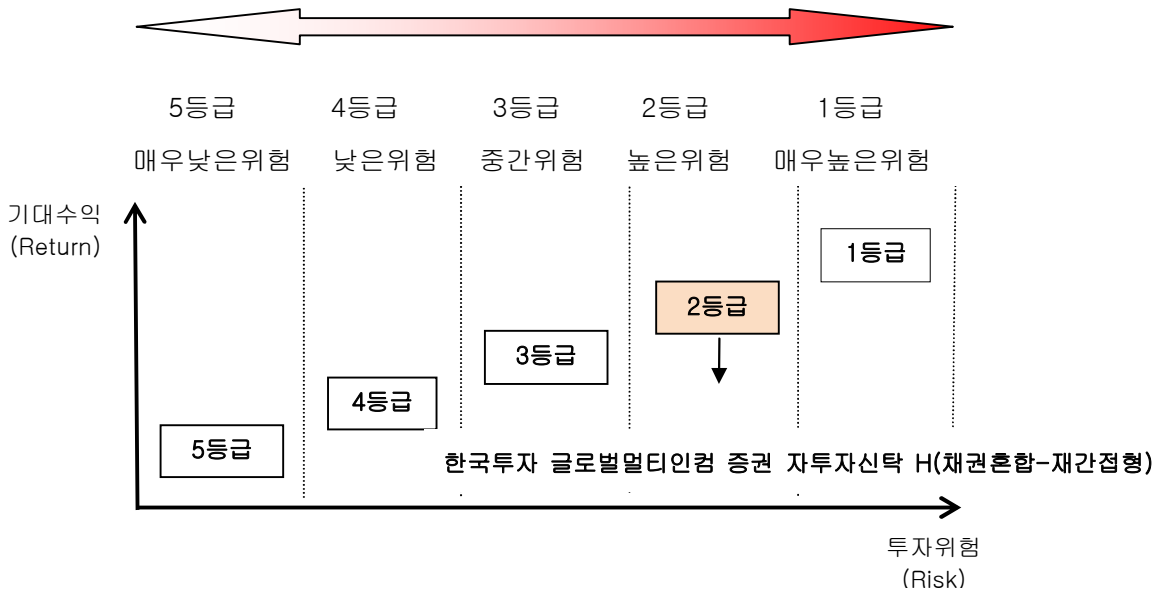 5등급 4등급 3등급 2등급 1등급
매우낮은위험 낮은위험 중간위험 높은위험 매우높은위험
기대수익
(Return)
1등급
2등급
3등급
4등급
5등급
한국투자 글로벌멀티인컴 증권 자투자신탁 H(채권혼합-재간접형)
투자위험
(Risk)